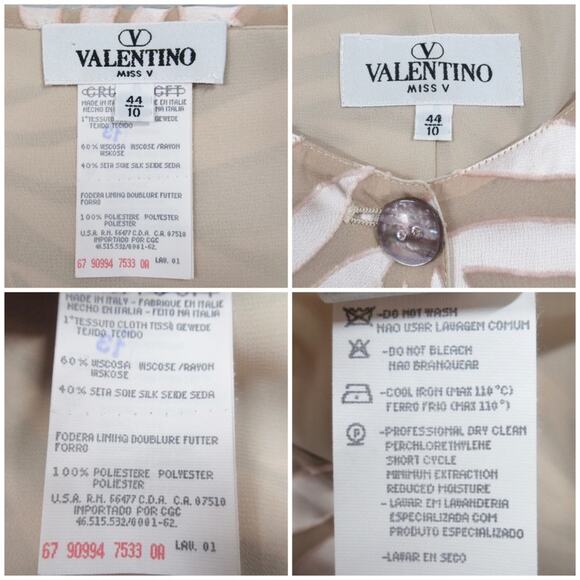 VALENTINO
MISS V
44
10
MADE IN ITALIE
HECHO EN ITALIA
1°TESSUTO GEWEDE
TEJIDO TECIDO
13
60% VISCOSA VISCOSE/RAYON
VISKOSE
40% SETA SOIE SILK SEIDE SEDA
FODERA LINING DOUBLURE FUTTER
FORRO
100% POLIESTERE POLYESTER
POLIESTER
U.S.A. R.N. 66477 C.D.A. C.A. 07510
IMPORTADO POR CGC
46.515.532/0001-62.
67 90994 7533 0A LAV. 01
VALENTINO
MISS V
44
10
MADE IN ITALY - FABRIQUE EN ITALIE
HECHO EN ITALIA - FEITO NA ITALIA
1°TESSUTO CLOTH TISSU GEWEDE
TEJIDO TECIDO
13
60% VISCOSA VISCOSE/RAYON
VISKOSE
40% SETA SOIE SILK SEIDE SEDA
FODERA LINING DOUBLURE FUTTER
FORRO
100% POLIESTERE POLYESTER
POLIESTER
U.S.A. R.N. 66477 C.D.A. C.A. 07510
IMPORTADO POR CGC
46.515.532/0001-62.
67 90994 7533 0A LAV. 01
-DO NOT WASH
NAO USAR LAVAGEM COMUM
-DO NOT BLEACH
NAO BRANQUEAR
-COOL IRON (MAX 110°C)
FERRO FRIO (MAX 110°)
P
-PROFESSIONAL DRY CLEAN
PERCHLORETHYLENE
SHORT CYCLE
MINIMUM EXTRACTION
REDUCED MOISTURE
- LAVAR EM LAVANDERIA
ESPECIALIZADA COM
PRODUTO ESPECIALIZADO
-LAVAR EM SECO